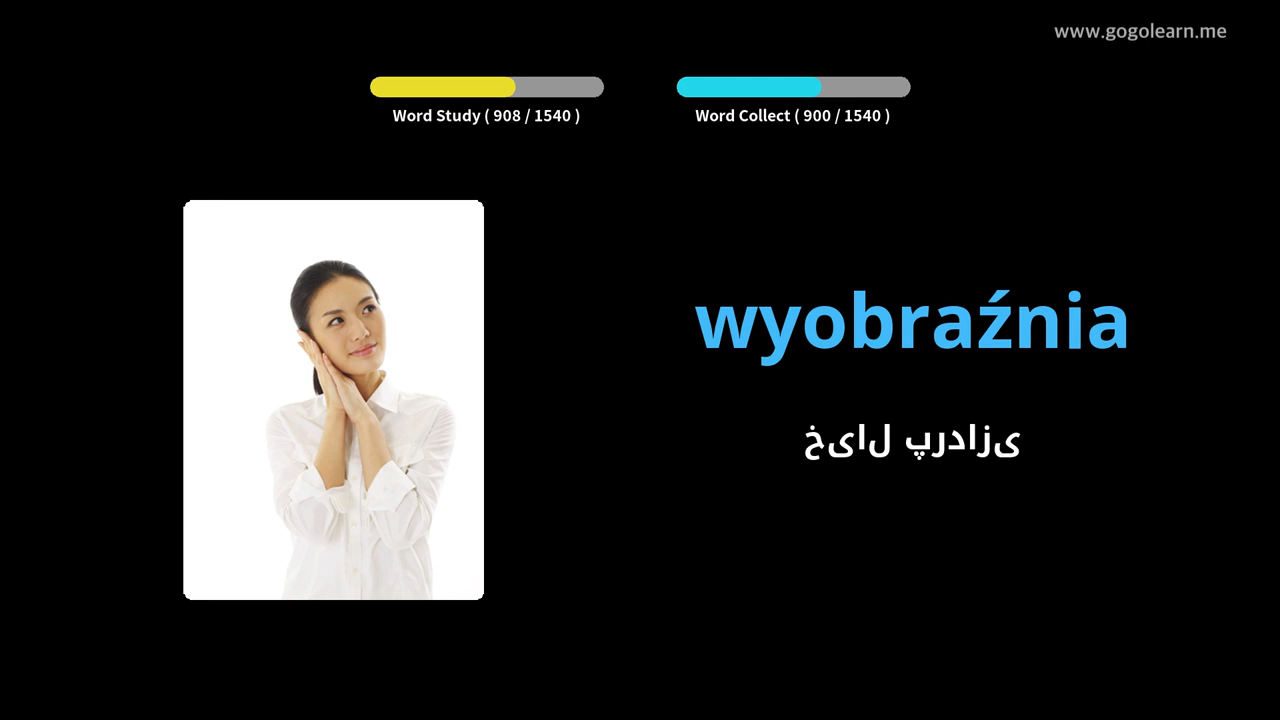 www.gogolearn.me
Word Study ( 908 / 1540 )
Word Collect ( 900 / 1540 )
wyobraźnia
خیال پردازی